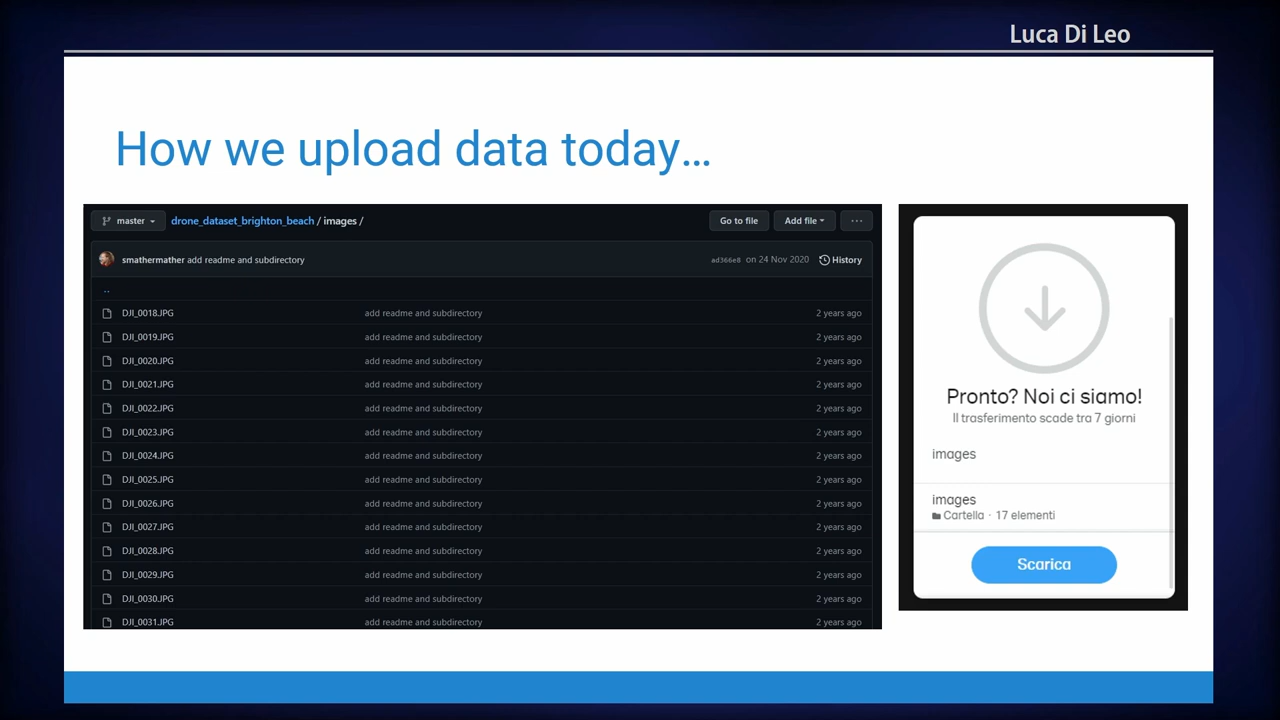 Luca Di Leo
How we upload data today...
master
drone_dataset_brighton_beach / images /
Go to file
Add file
smathermather add readme and subdirectory
ad366e8 on 24 Nov 2020
History
..
DJI_0018.JPG add readme and subdirectory 2 years ago
DJI_0019.JPG add readme and subdirectory 2 years ago
DJI_0020.JPG add readme and subdirectory 2 years ago
DJI_0021.JPG add readme and subdirectory 2 years ago
DJI_0022.JPG add readme and subdirectory 2 years ago
DJI_0023.JPG add readme and subdirectory 2 years ago
DJI_0024.JPG add readme and subdirectory 2 years ago
DJI_0025.JPG add readme and subdirectory 2 years ago
DJI_0026.JPG add readme and subdirectory 2 years ago
DJI_0027.JPG add readme and subdirectory 2 years ago
DJI_0028.JPG add readme and subdirectory 2 years ago
DJI_0029.JPG add readme and subdirectory 2 years ago
DJI_0030.JPG add readme and subdirectory 2 years ago
DJI_0031.JPG add readme and subdirectory 2 years ago
Pronto? Noi ci siamo!
Il trasferimento scade tra 7 giorni
images
images
Cartella · 17 elementi
Scarica